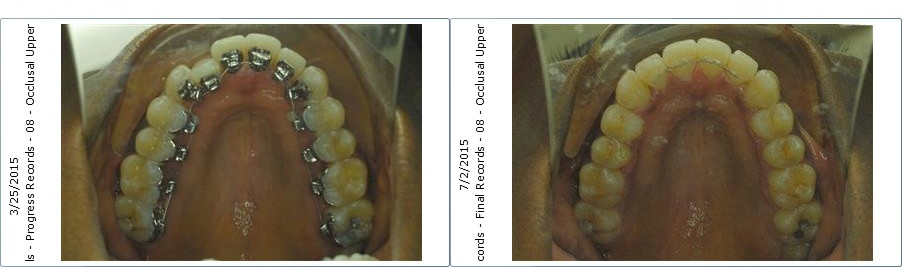 3/25/2015
ls - Progress Records - 08 - Occlusal Upper
7/2/2015
cords - Final Records - 08 - Occlusal Upper